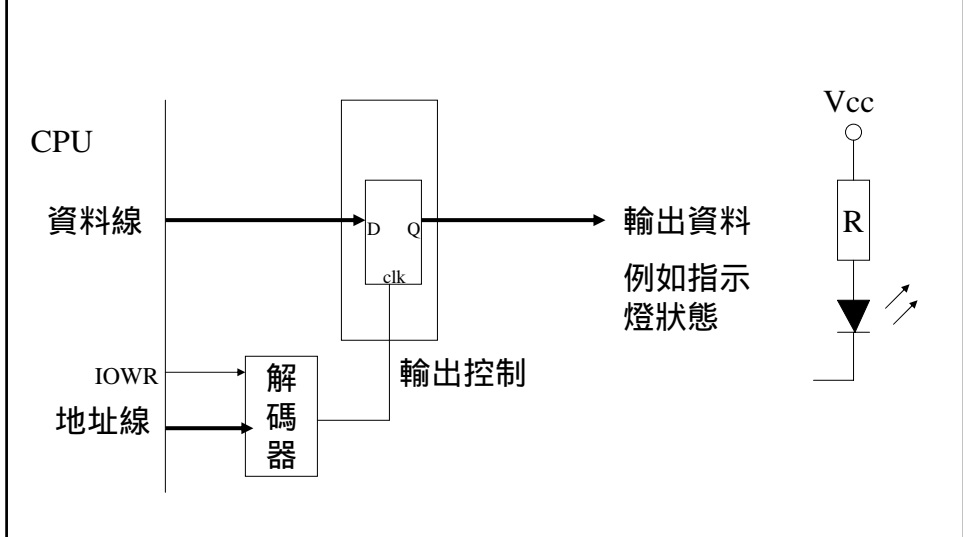 CPU
Vcc
資料線
D
Q
clk
輸出資料
例如指示
燈狀態
R
IOWR
地址線
解
碼
器
輸出控制